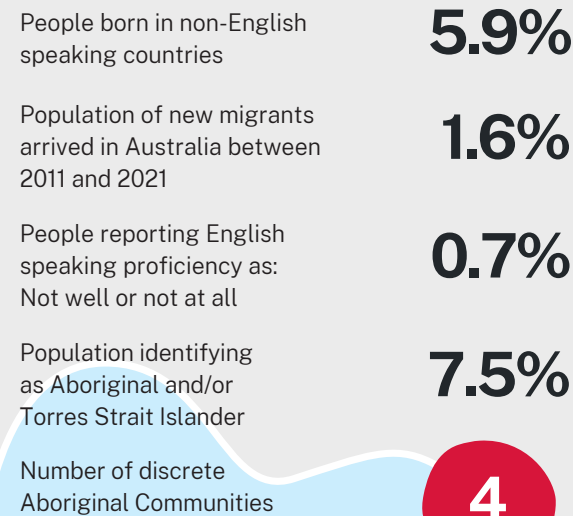 People born in non-English
speaking countries
5.9%
Population of new migrants
arrived in Australia between
2011 and 2021
1.6%
People reporting English
speaking proficiency as:
Not well or not at all
0.7%
Population identifying
as Aboriginal and/or
Torres Strait Islander
7.5%
Number of discrete
Aboriginal Communities
4